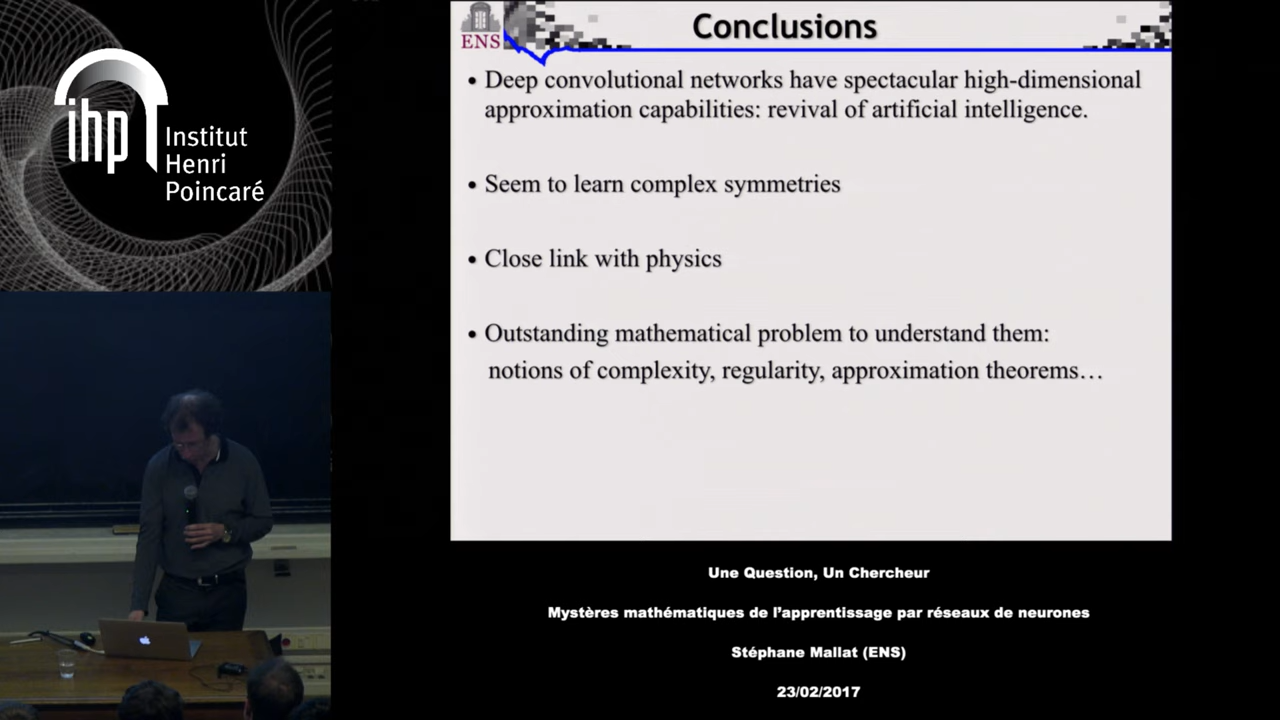 ihp
Institut
Henri
Poincaré
ENS
Conclusions
• Deep convolutional networks have spectacular high-dimensional
approximation capabilities: revival of artificial intelligence.
• Seem to learn complex symmetries
• Close link with physics
• Outstanding mathematical problem to understand them:
notions of complexity, regularity, approximation theorems…
Une Question, Un Chercheur
Mystères mathématiques de l’apprentissage par réseaux de neurones
Stéphane Mallat (ENS)
23/02/2017